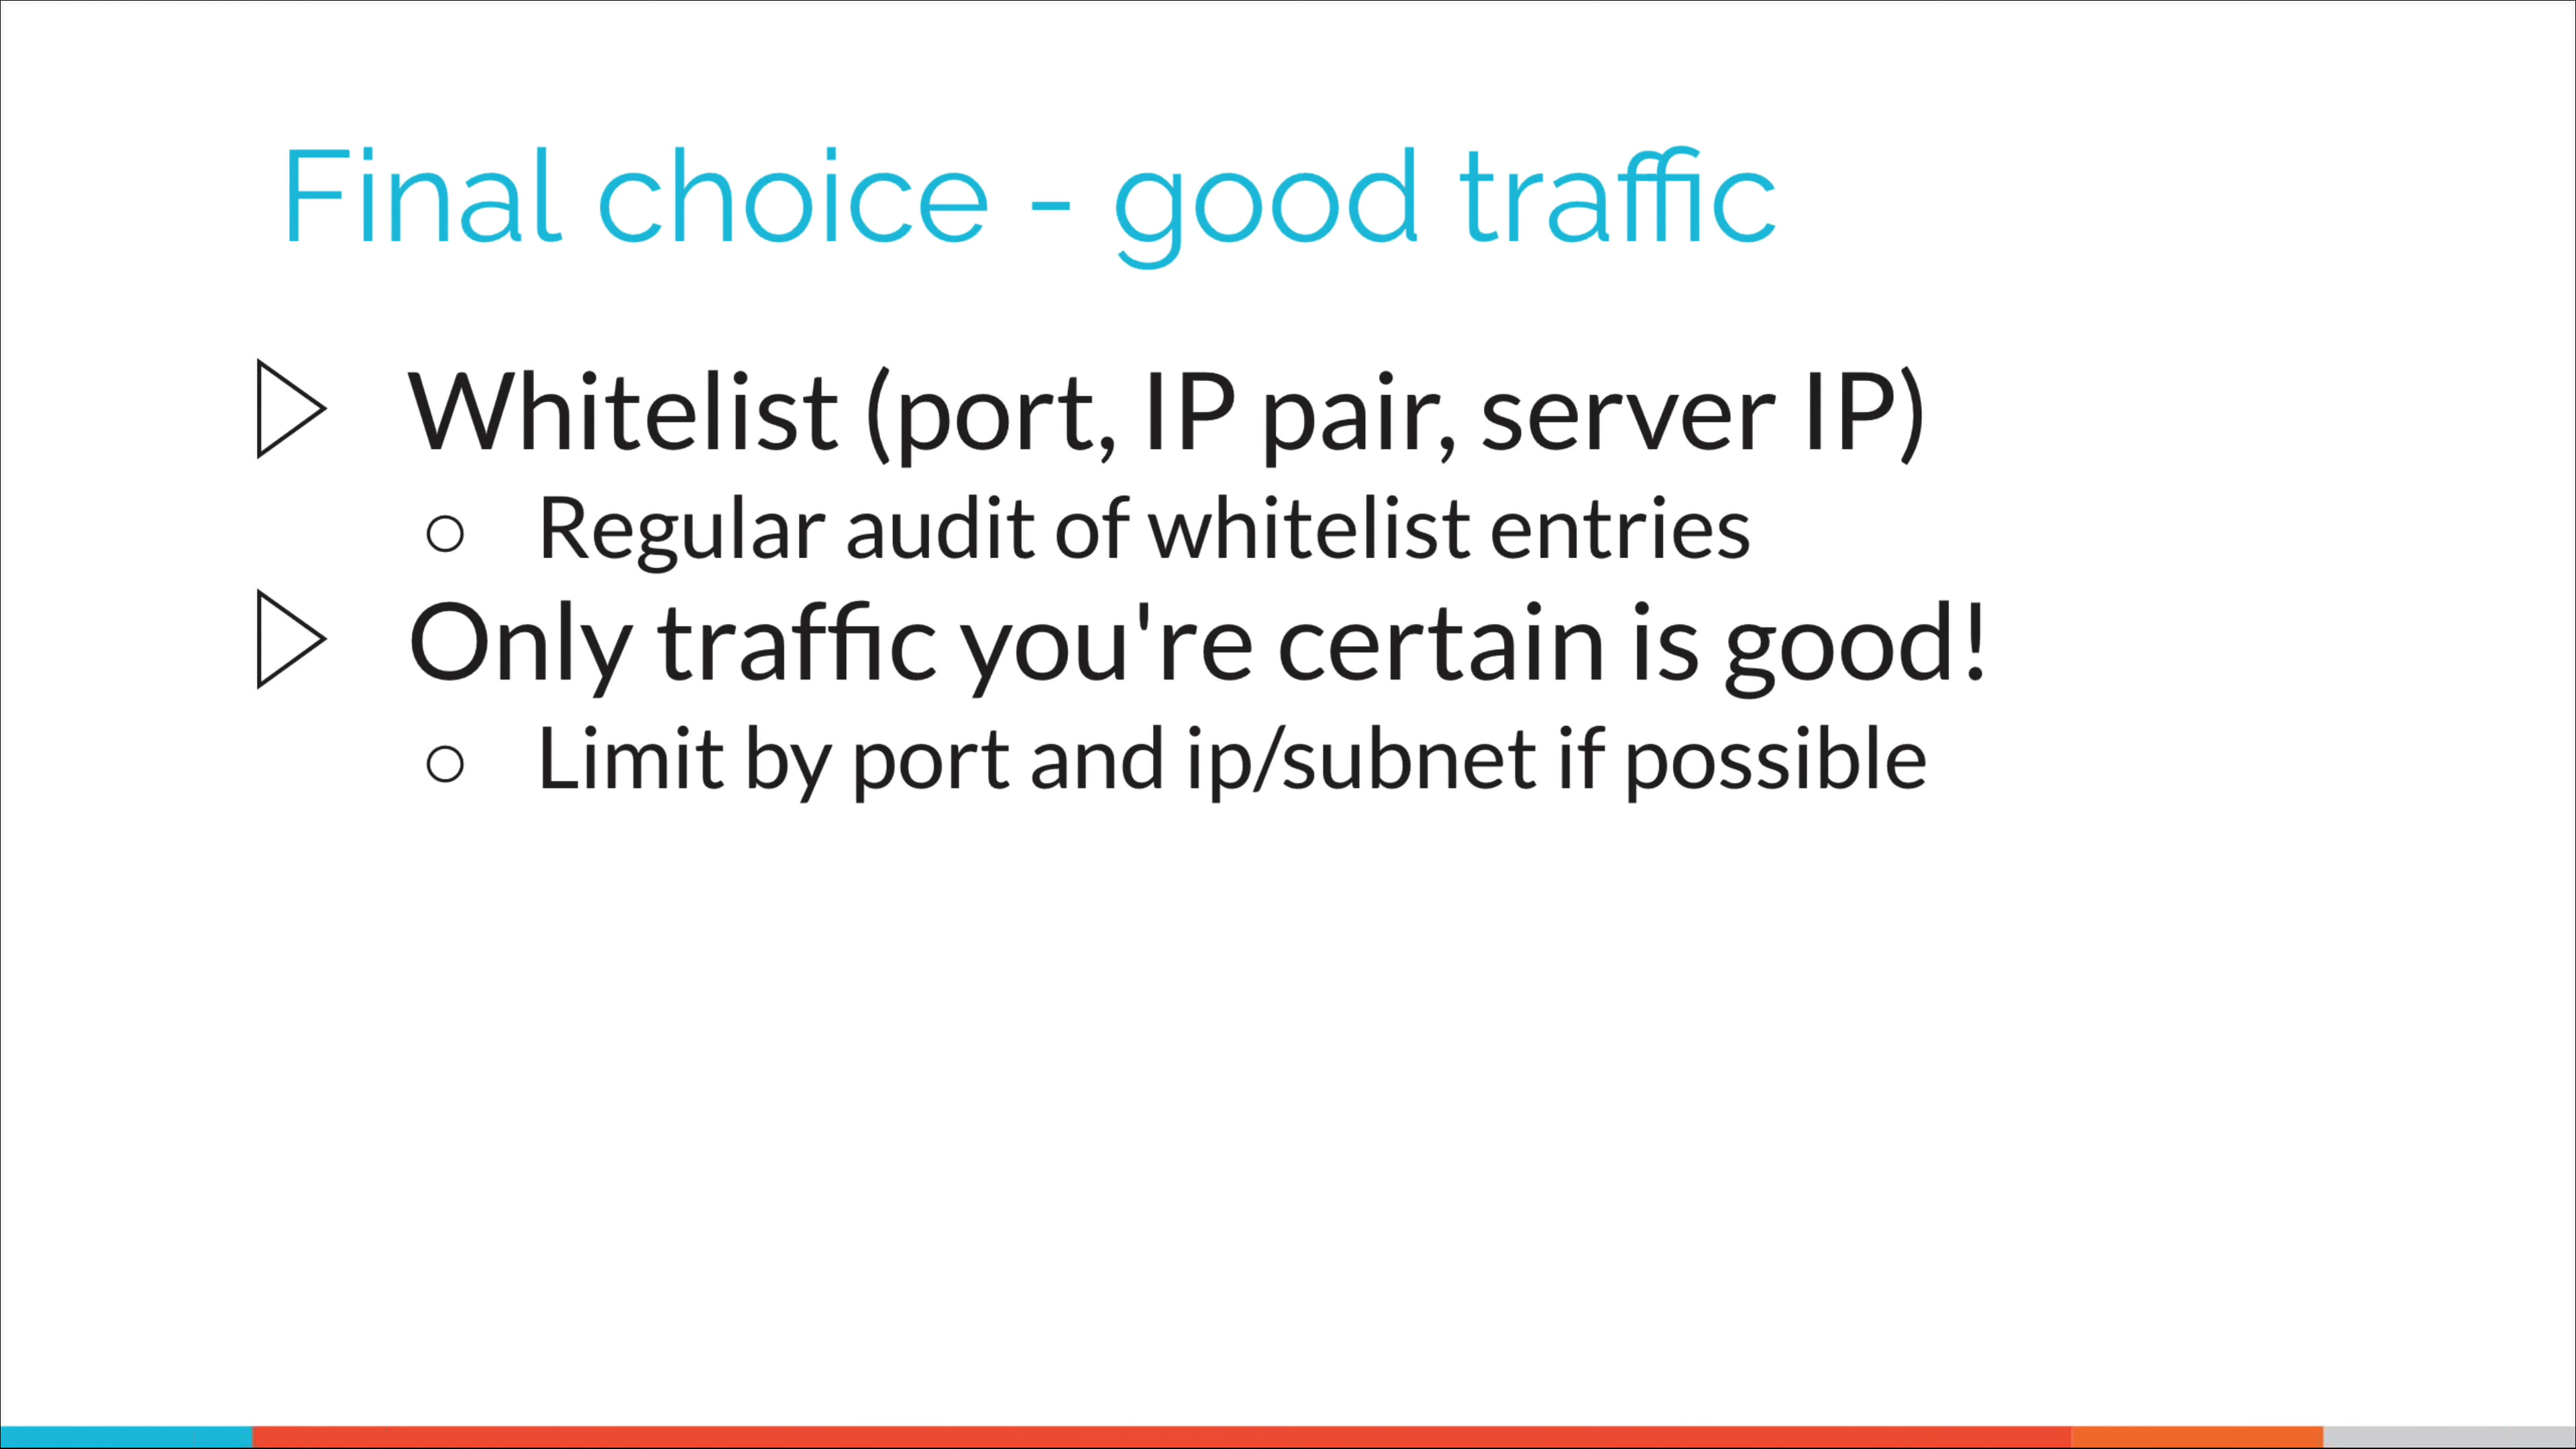 Final choice - good traffic
Whitelist (port, IP pair, server IP)
Regular audit of whitelist entries
Only traffic you're certain is good!
Limit by port and ip/subnet if possible